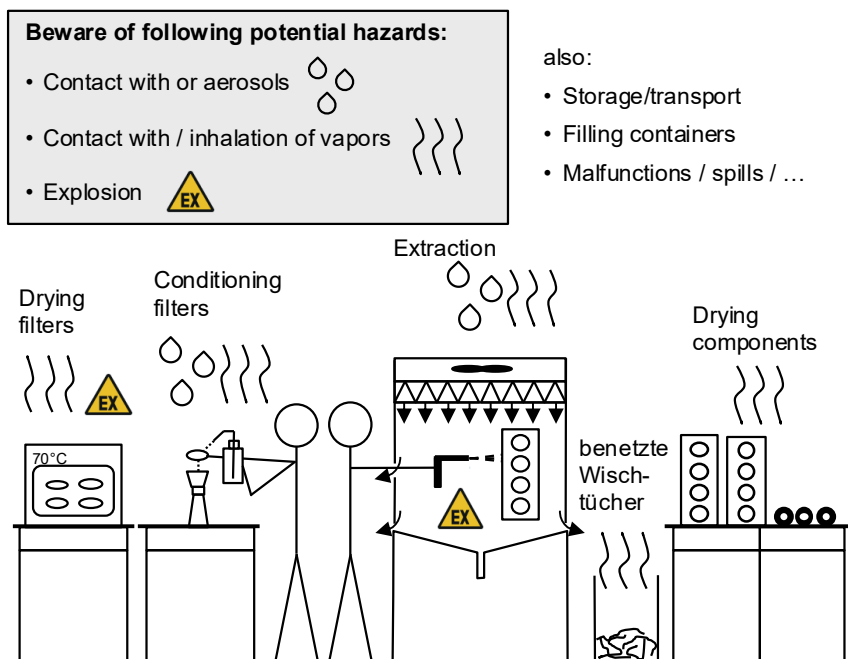 Beware of following potential hazards:
• Contact with or aerosols
• Contact with / inhalation of vapors
• Explosion
EX
also:
• Storage/transport
• Filling containers
• Malfunctions / spills / …
Extraction
Conditioning
filters
Drying
filters
EX
Drying
components
70°C
EX
benetzte
Wisch-
tücher